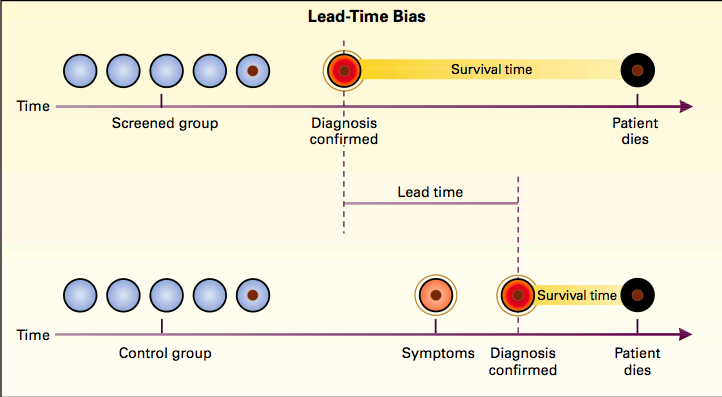 Lead-Time Bias
Survival time
Time
Screened group
Diagnosis
confirmed
Patient
dies
Lead time
Survival time
Time
Control group
Symptoms
Diagnosis
confirmed
Patient
dies